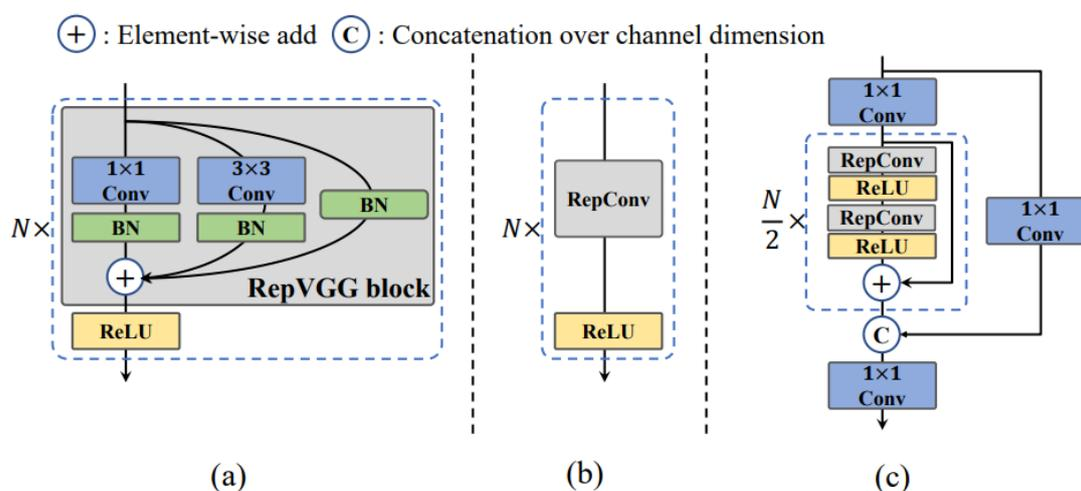 + : Element-wise add C : Concatenation over channel dimension
N×
1×1
Conv
BN
3×3
Conv
BN
BN
+
RepVGG block
ReLU
(a)
N×
RepConv
ReLU
(b)
1×1
Conv
N/2 ×
RepConv
ReLU
RepConv
ReLU
+
C
1×1
Conv
1×1
Conv
(c)